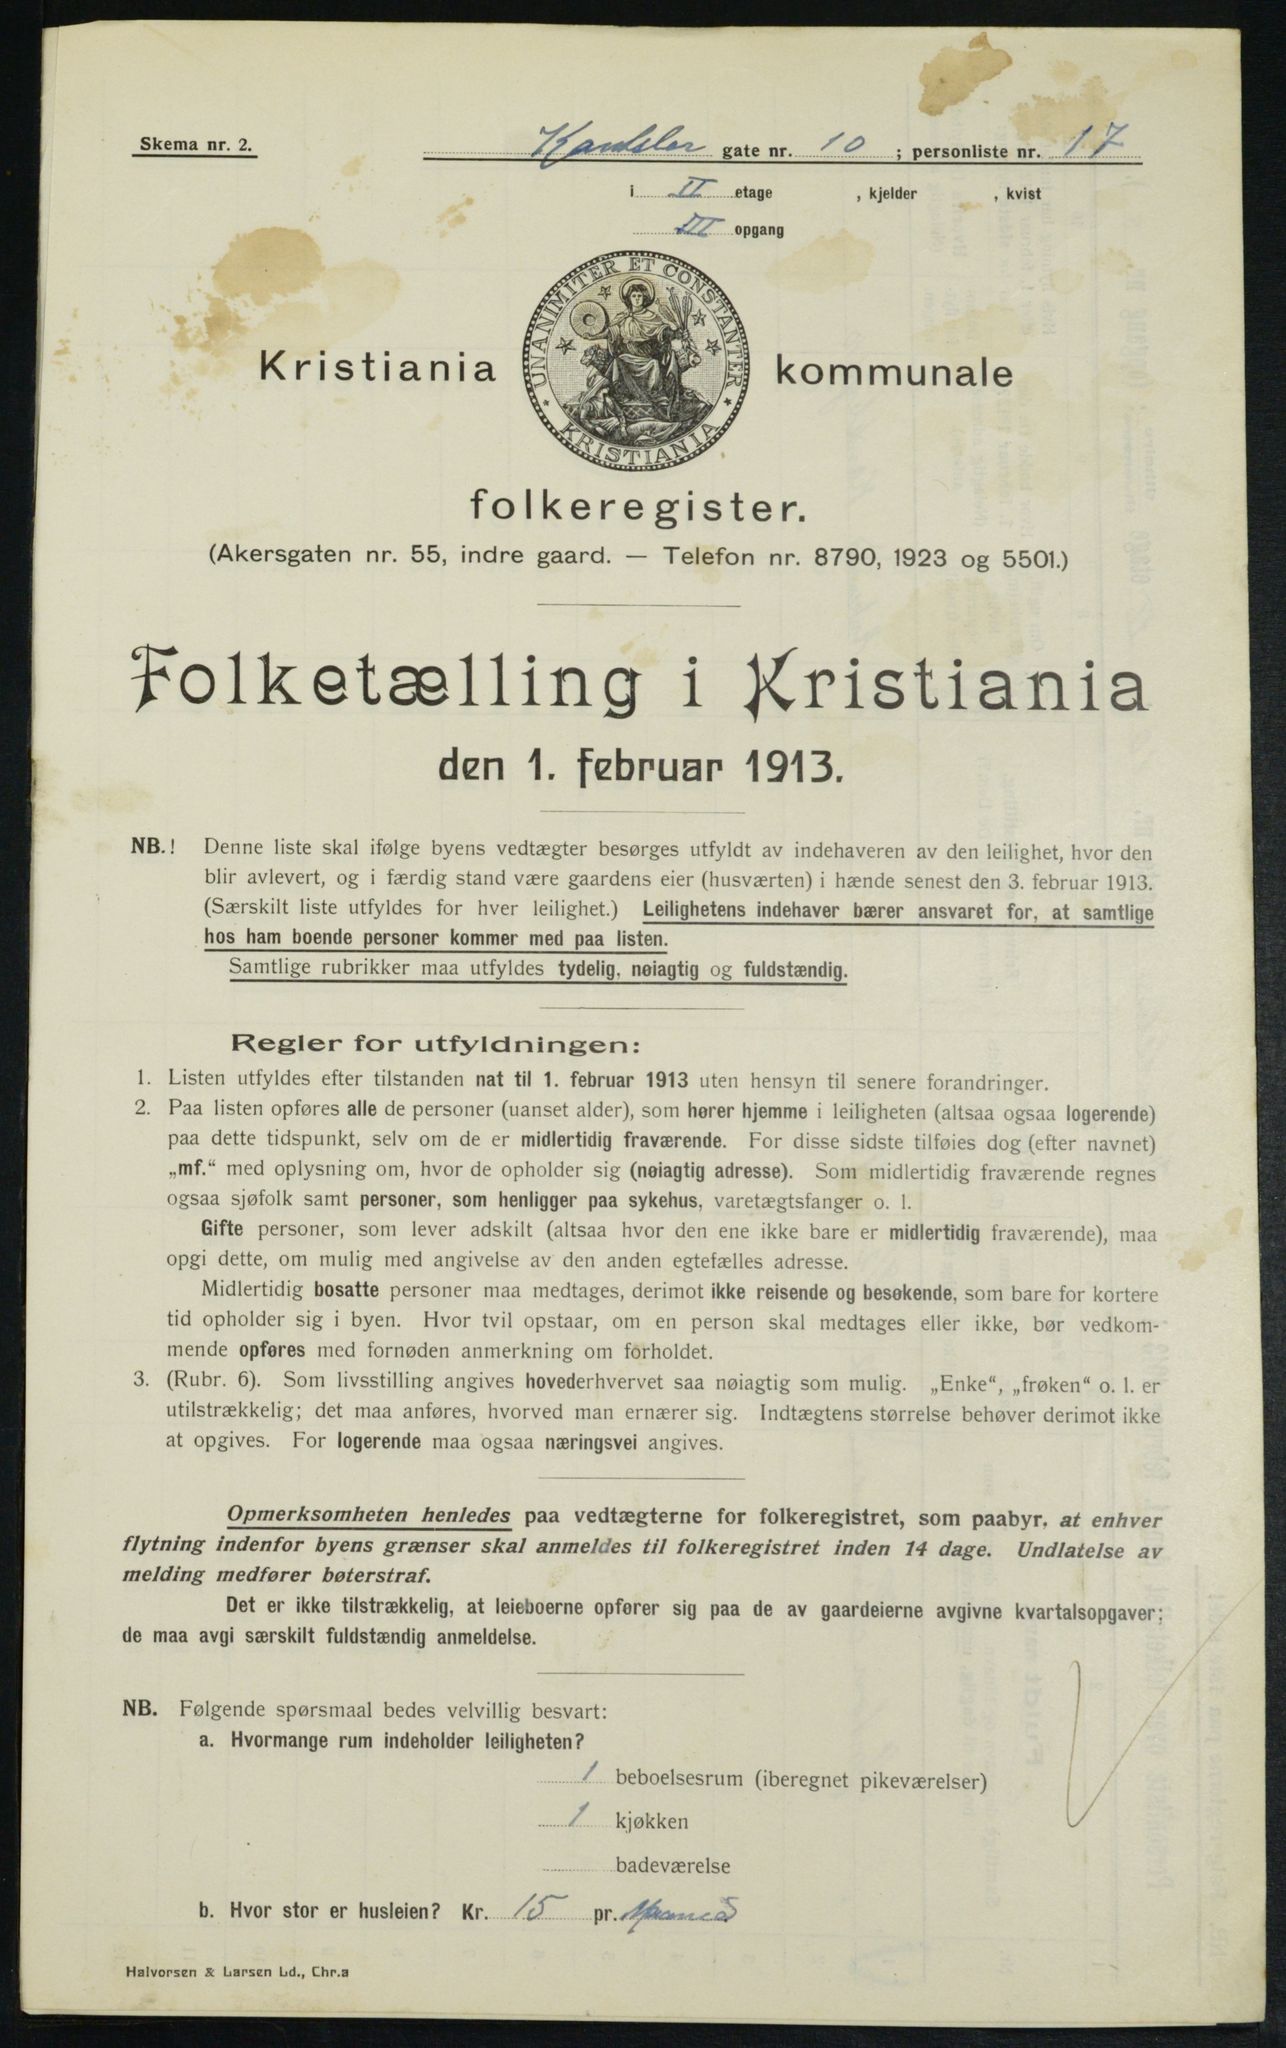 Skema nr. 2.
Kantsler gate nr. 10 ; personliste nr. 17
i II etage , kjelder , kvist
III opgang
UNANIMITER ET CONSTANTER
KRISTIANIA
Kristiania kommunale
folkeregister.
(Akersgaten nr. 55, indre gaard. — Telefon nr. 8790, 1923 og 5501.)
Folketælling i Kristiania
den 1. februar 1913.
NB.! Denne liste skal ifølge byens vedtægter besørges utfyldt av indehaveren av den leilighet, hvor den
blir avlevert, og i færdig stand være gaardens eier (husværten) i hænde senest den 3. februar 1913.
(Særskilt liste utfyldes for hver leilighet.) Leilighetens indehaver bærer ansvaret for, at samtlige
hos ham boende personer kommer med paa listen.
Samtlige rubrikker maa utfyldes tydelig, nøiagtig og fuldstændig.
Regler for utfyldningen:
1. Listen utfyldes efter tilstanden nat til 1. februar 1913 uten hensyn til senere forandringer.
2. Paa listen opføres alle de personer (uanset alder), som hører hjemme i leiligheten (altsaa ogsaa logerende)
paa dette tidspunkt, selv om de er midlertidig fraværende. For disse sidste tilføies dog (efter navnet)
„mf.“ med oplysning om, hvor de opholder sig (nøiagtig adresse). Som midlertidig fraværende regnes
ogsaa sjøfolk samt personer, som henligger paa sykehus, varetægtsfanger o. l.
Gifte personer, som lever adskilt (altsaa hvor den ene ikke bare er midlertidig fraværende), maa
opgi dette, om mulig med angivelse av den anden egtefælles adresse.
Midlertidig bosatte personer maa medtages, derimot ikke reisende og besøkende, som bare for kortere
tid opholder sig i byen. Hvor tvil opstaar, om en person skal medtages eller ikke, bør vedkom-
mende opføres med fornøden anmerkning om forholdet.
3. (Rubr. 6). Som livsstilling angives hovederhvervet saa nøiagtig som mulig. „Enke“, „frøken“ o. l. er
utilstrækkelig; det maa anføres, hvorved man ernærer sig. Indtægtens størrelse behøver derimot ikke
at opgives. For logerende maa ogsaa næringsvei angives.
Opmerksomheten henledes paa vedtægterne for folkeregistret, som paabyr, at enhver
flytning indenfor byens grænser skal anmeldes til folkeregistret inden 14 dage. Undlatelse av
melding medfører bøterstraf.
Det er ikke tilstrækkelig, at leieboerne opfører sig paa de av gaardeierne avgivne kvartalsopgaver;
de maa avgi særskilt fuldstændig anmeldelse.
NB. Følgende spørsmaal bedes velvillig besvart:
a. Hvormange rum indeholder leiligheten?
1 beboelsesrum (iberegnet pikeværelser)
1 kjøkken
badeværelse
b. Hvor stor er husleien? Kr. 15 pr.
Halvorsen & Larsen Ld., Chr.a